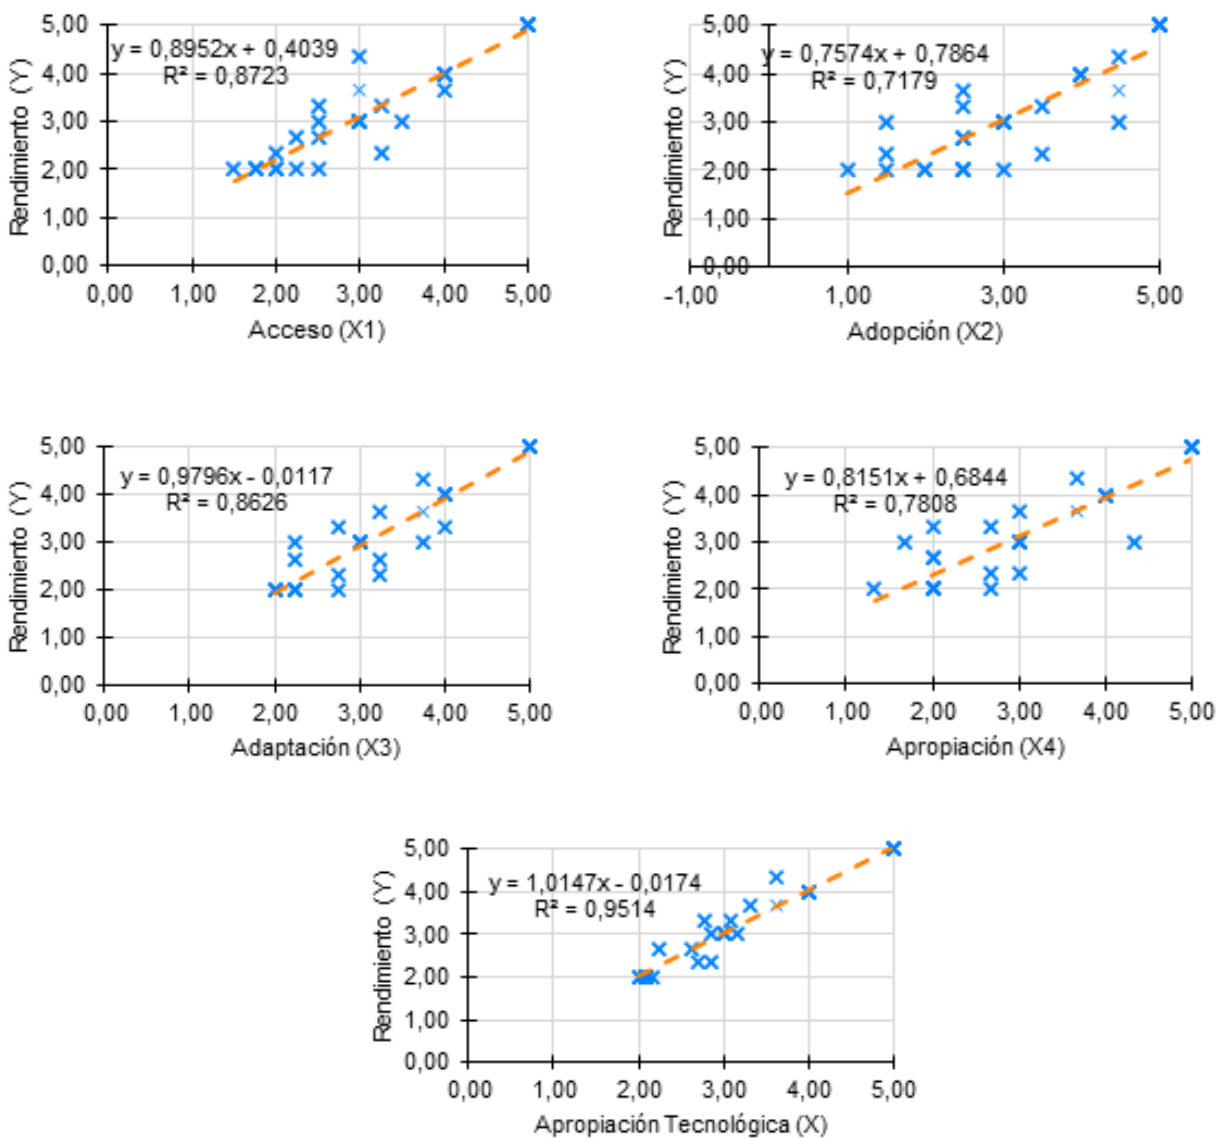 5,00
y = 0,8952x + 0,4039
R² = 0,8723
4,00
3,00
2,00
1,00
0,00
Rendimiento (Y)
0,00 1,00 2,00 3,00 4,00 5,00
Acceso (X1)
5,00
y = 0,7574x + 0,7864
R² = 0,7179
4,00
3,00
2,00
1,00
0,00
Rendimiento (Y)
-1,00 1,00 3,00 5,00
Adopción (X2)
5,00
y = 0,9796x - 0,0117
R² = 0,8626
4,00
3,00
2,00
1,00
0,00
Rendimiento (Y)
0,00 1,00 2,00 3,00 4,00 5,00
Adaptación (X3)
5,00
y = 0,8151x + 0,6844
R² = 0,7808
4,00
3,00
2,00
1,00
0,00
Rendimiento (Y)
0,00 1,00 2,00 3,00 4,00 5,00
Apropiación (X4)
5,00
y = 1,0147x - 0,0174
R² = 0,9514
4,00
3,00
2,00
1,00
0,00
Rendimiento (Y)
0,00 1,00 2,00 3,00 4,00 5,00
Apropiación Tecnológica (X)